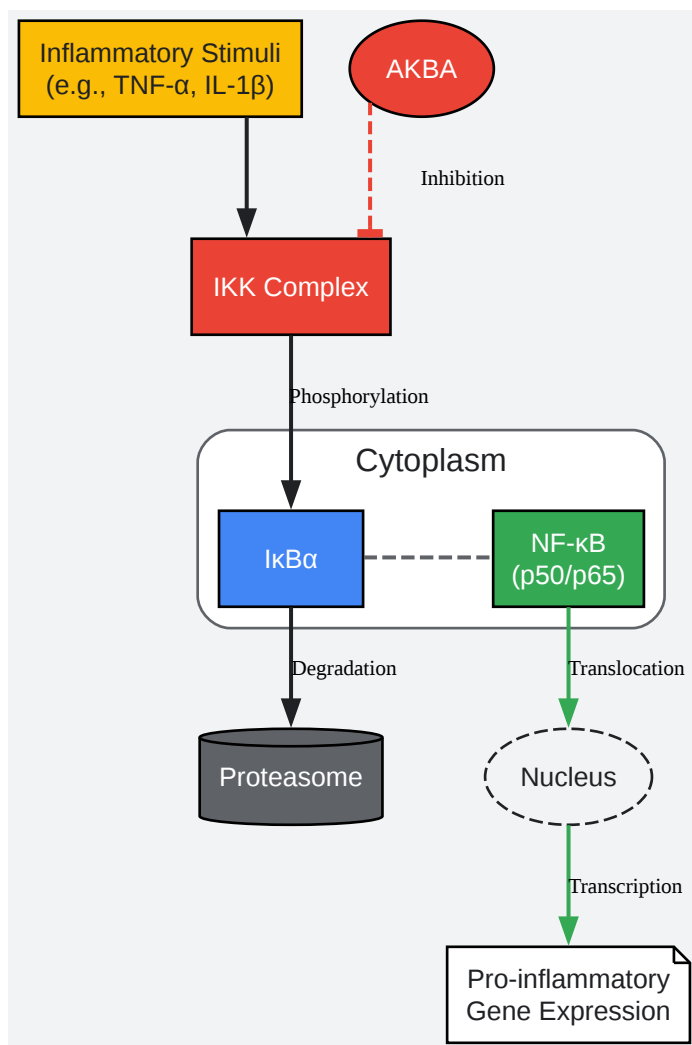 Inflammatory Stimuli
(e.g., TNF-α, IL-1β)
AKBA
Inhibition
IKK Complex
Phosphorylation
Cytoplasm
IκBα
NF-κB
(p50/p65)
Degradation
Translocation
Proteasome
Nucleus
Transcription
Pro-inflammatory
Gene Expression